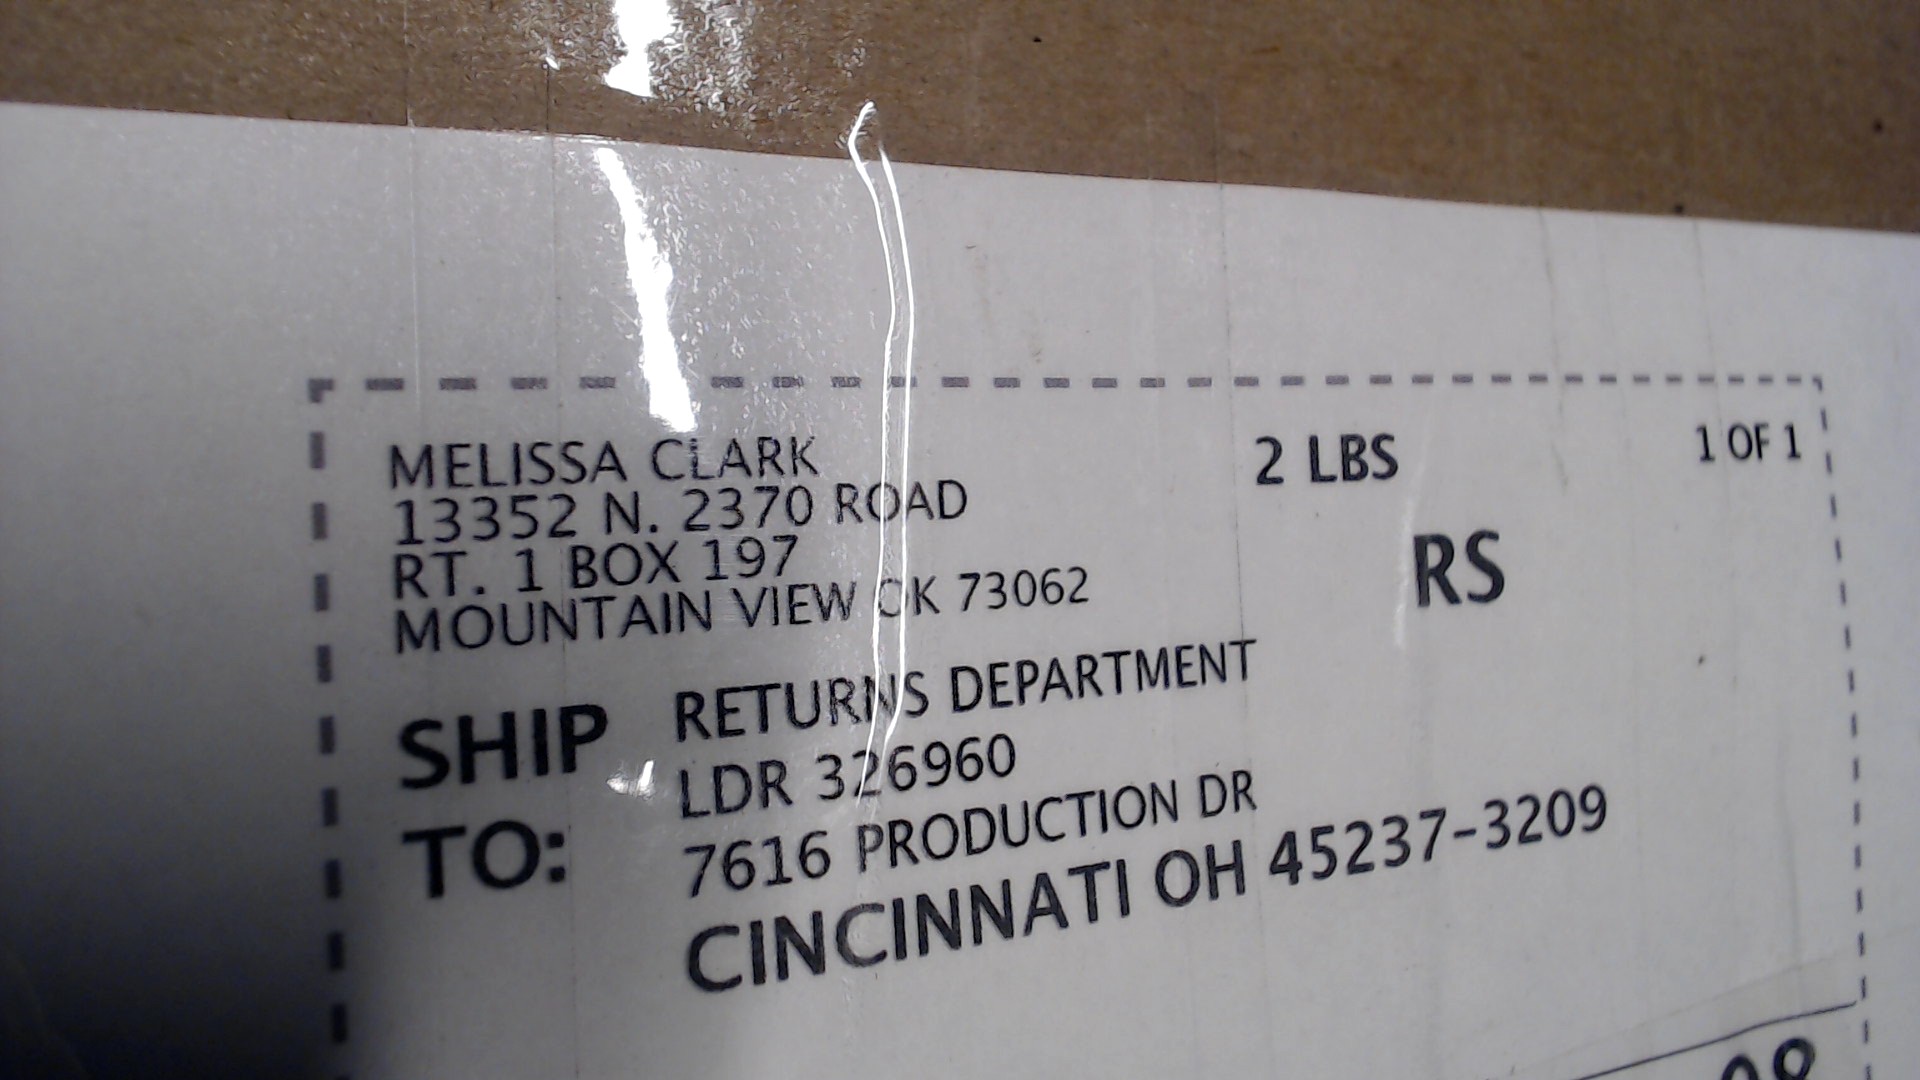 MELISSA CLARK
13352 N. 2370 ROAD
RT. 1 BOX 197
MOUNTAIN VIEW OK 73062
2 LBS
1 OF 1
RS
SHIP TO:
RETURNS DEPARTMENT
LDR 326960
7616 PRODUCTION DR
CINCINNATI OH 45237-3209